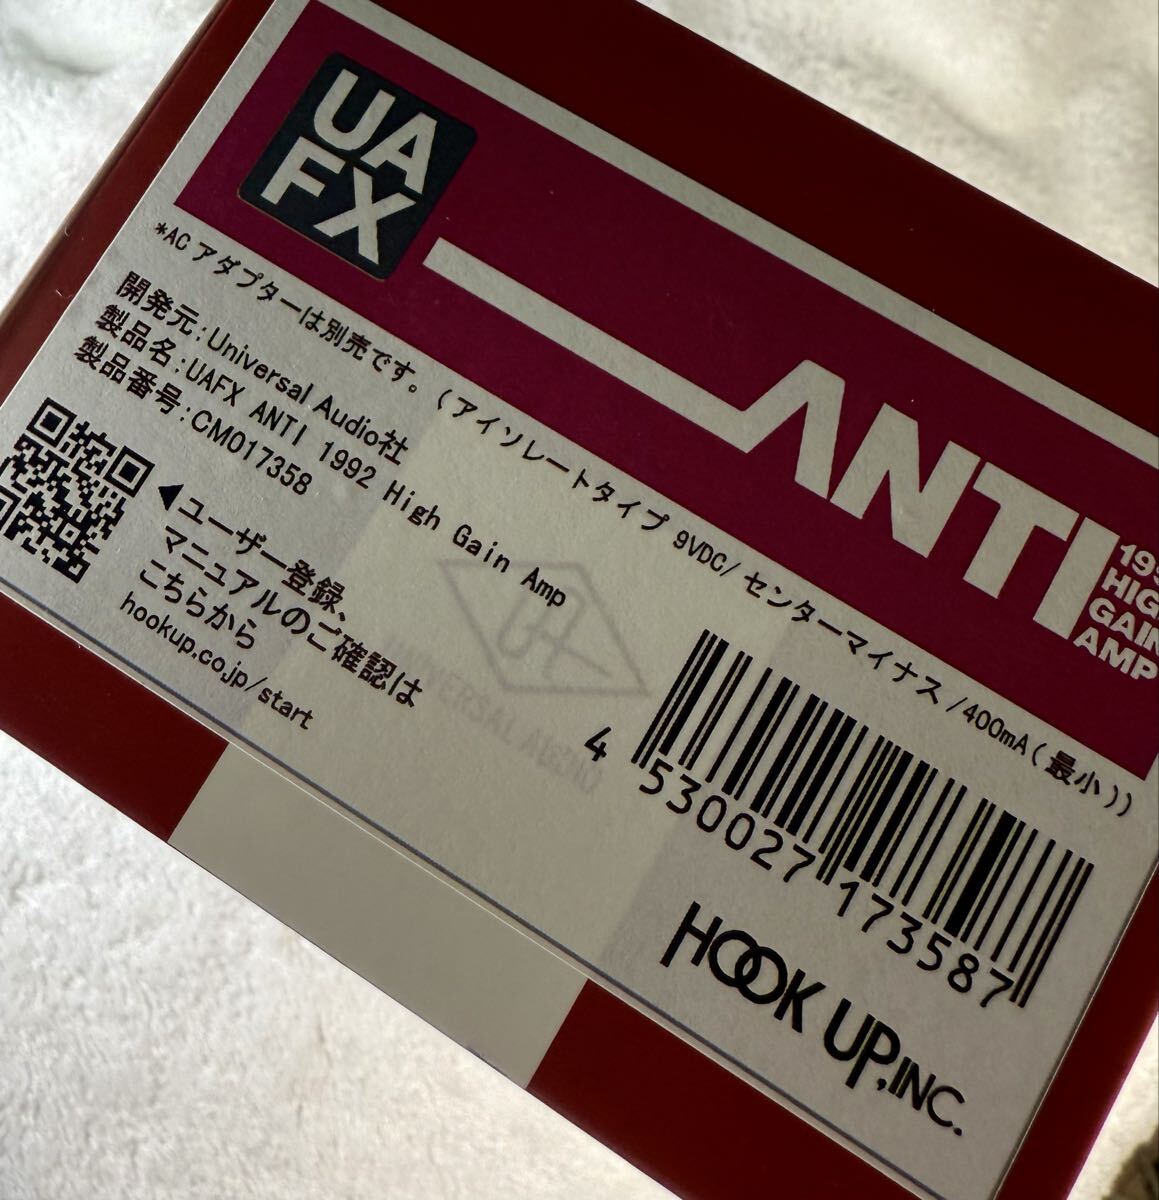 UA
FX
ANTI
HIGH
GAIN
AMP
*ACアダプターは別売です。(アイソレートタイプ 9VDC/センターマイナス/400mA(最小))
開発元:Universal Audio社
製品名:UAFX ANTI 1992 High Gain Amp
製品番号:CM017358
◀ユーザー登録、
マニュアルのご確認は
こちらから
hookup.co.jp/start
UNIVERSAL AUDIO
4 530027 173587
HOOK UP,INC.